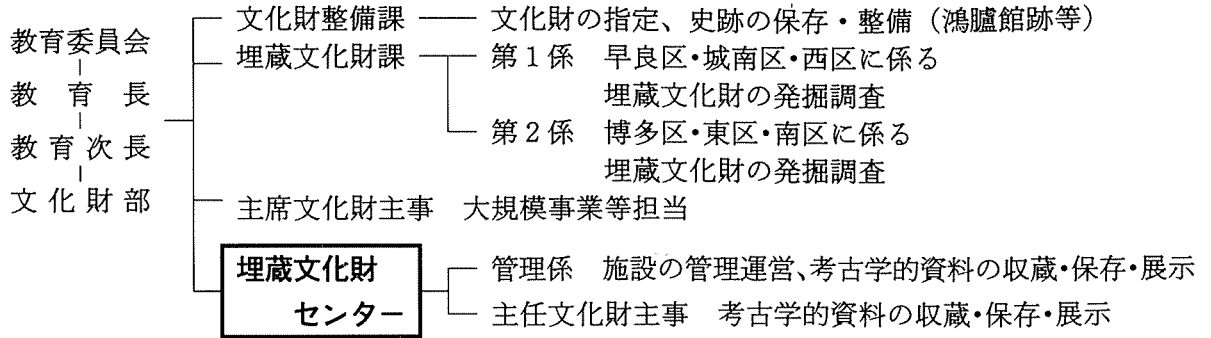 教育委員会
教育長
教育次長
文化財部
文化財整備課 文化財の指定、史跡の保存・整備（鴻臚館跡等）
埋蔵文化財課 第1係 早良区・城南区・西区に係る
埋蔵文化財の発掘調査
第2係 博多区・東区・南区に係る
埋蔵文化財の発掘調査
主席文化財主事 大規模事業等担当
埋蔵文化財
センター
管理係 施設の管理運営、考古学的資料の収蔵・保存・展示
主任文化財主事 考古学的資料の収蔵・保存・展示